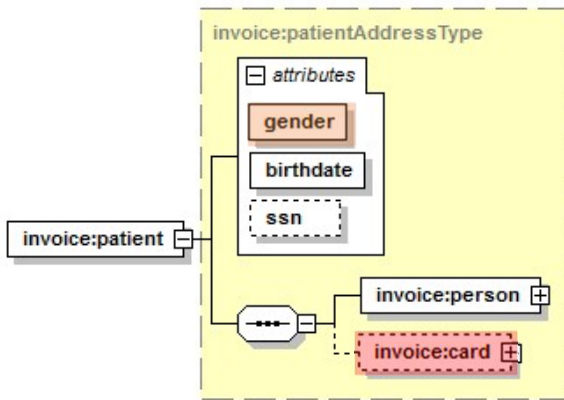 invoice:patientAddressType
attributes
gender
birthdate
ssn
invoice:patient
invoice:person
invoice:card